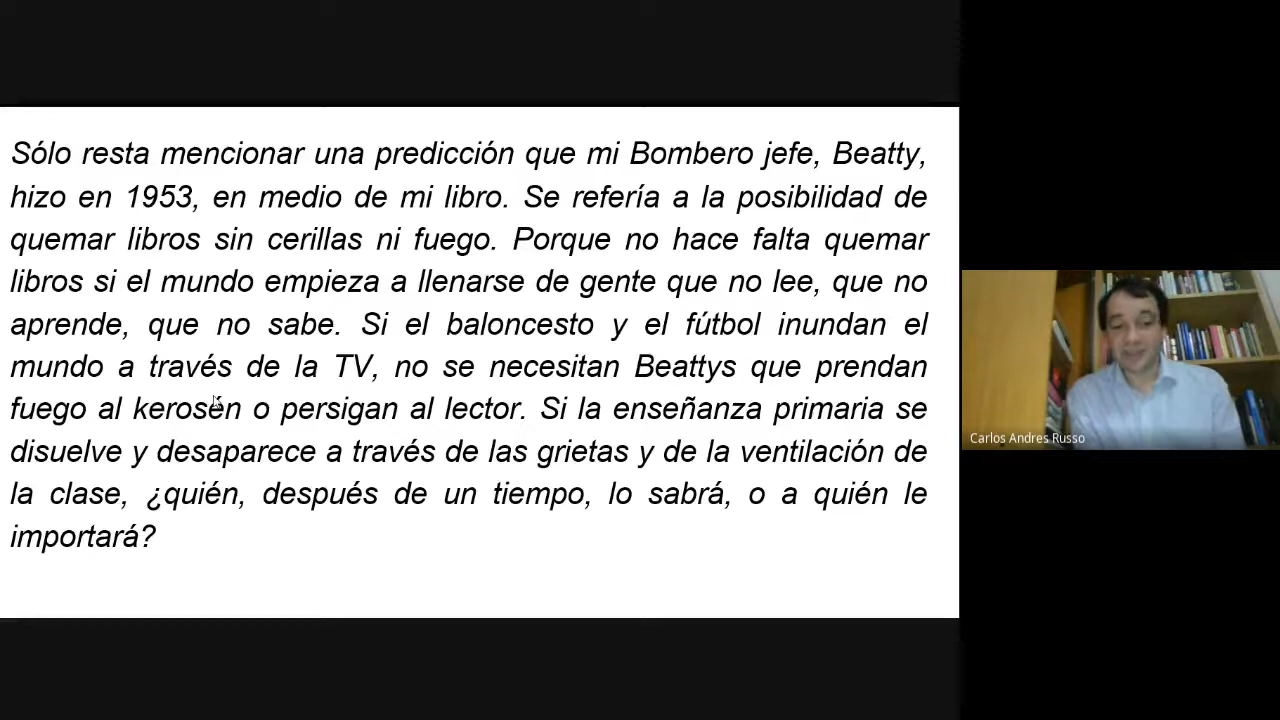 Sólo resta mencionar una predicción que mi Bombero jefe, Beatty,
hizo en 1953, en medio de mi libro. Se refería a la posibilidad de
quemar libros sin cerillas ni fuego. Porque no hace falta quemar
libros si el mundo empieza a llenarse de gente que no lee, que no
aprende, que no sabe. Si el baloncesto y el fútbol inundan el
mundo a través de la TV, no se necesitan Beattys que prendan
fuego al kerosén o persigan al lector. Si la enseñanza primaria se
disuelve y desaparece a través de las grietas y de la ventilación de
la clase, ¿quién, después de un tiempo, lo sabrá, o a quién le
importará?
Carlos Andres Russo